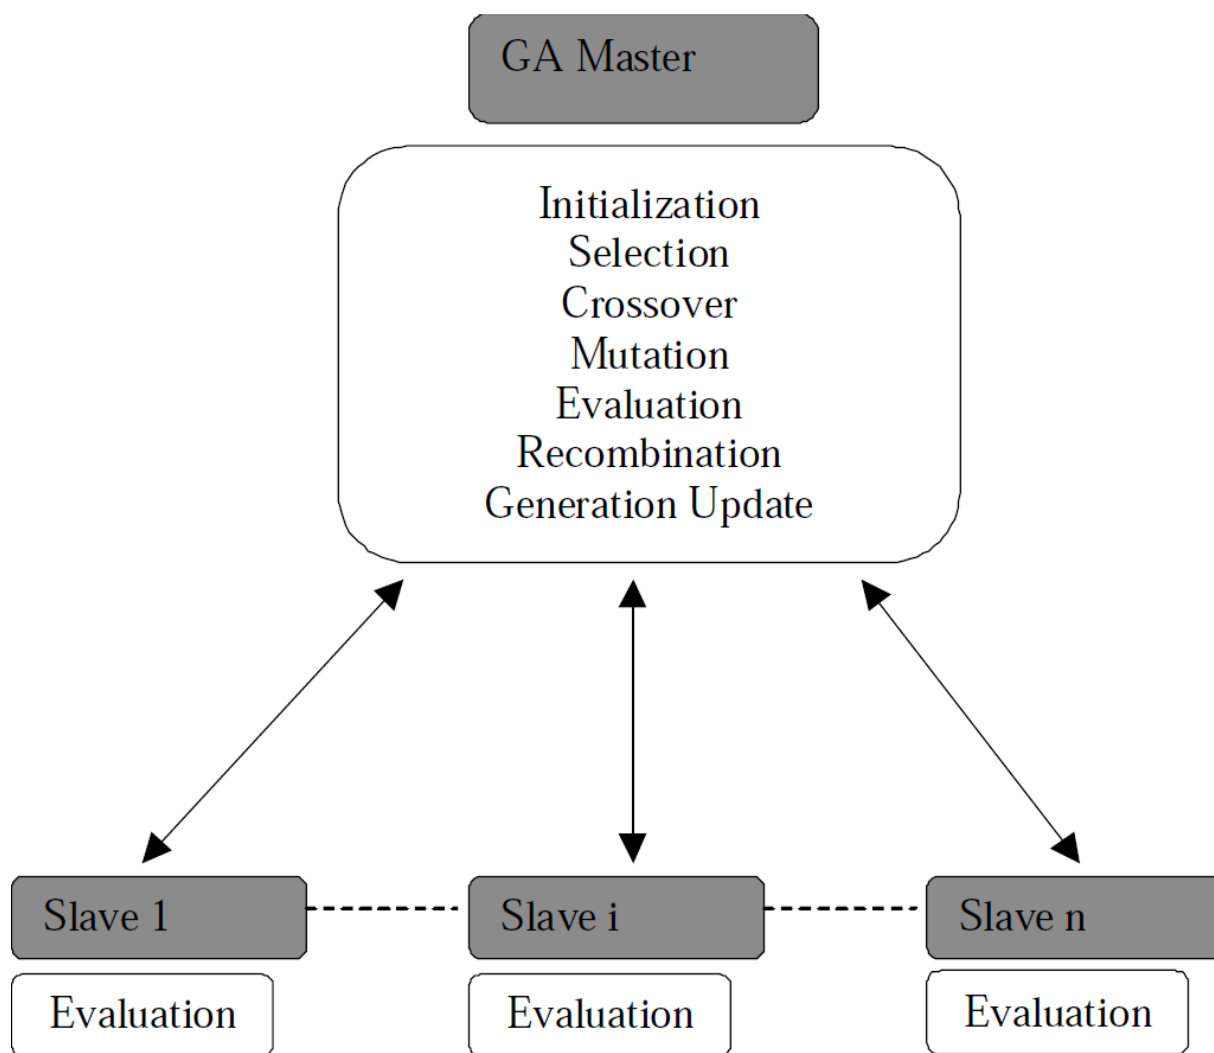 GA Master
Initialization
Selection
Crossover
Mutation
Evaluation
Recombination
Generation Update
Slave 1
Slave i
Slave n
Evaluation
Evaluation
Evaluation